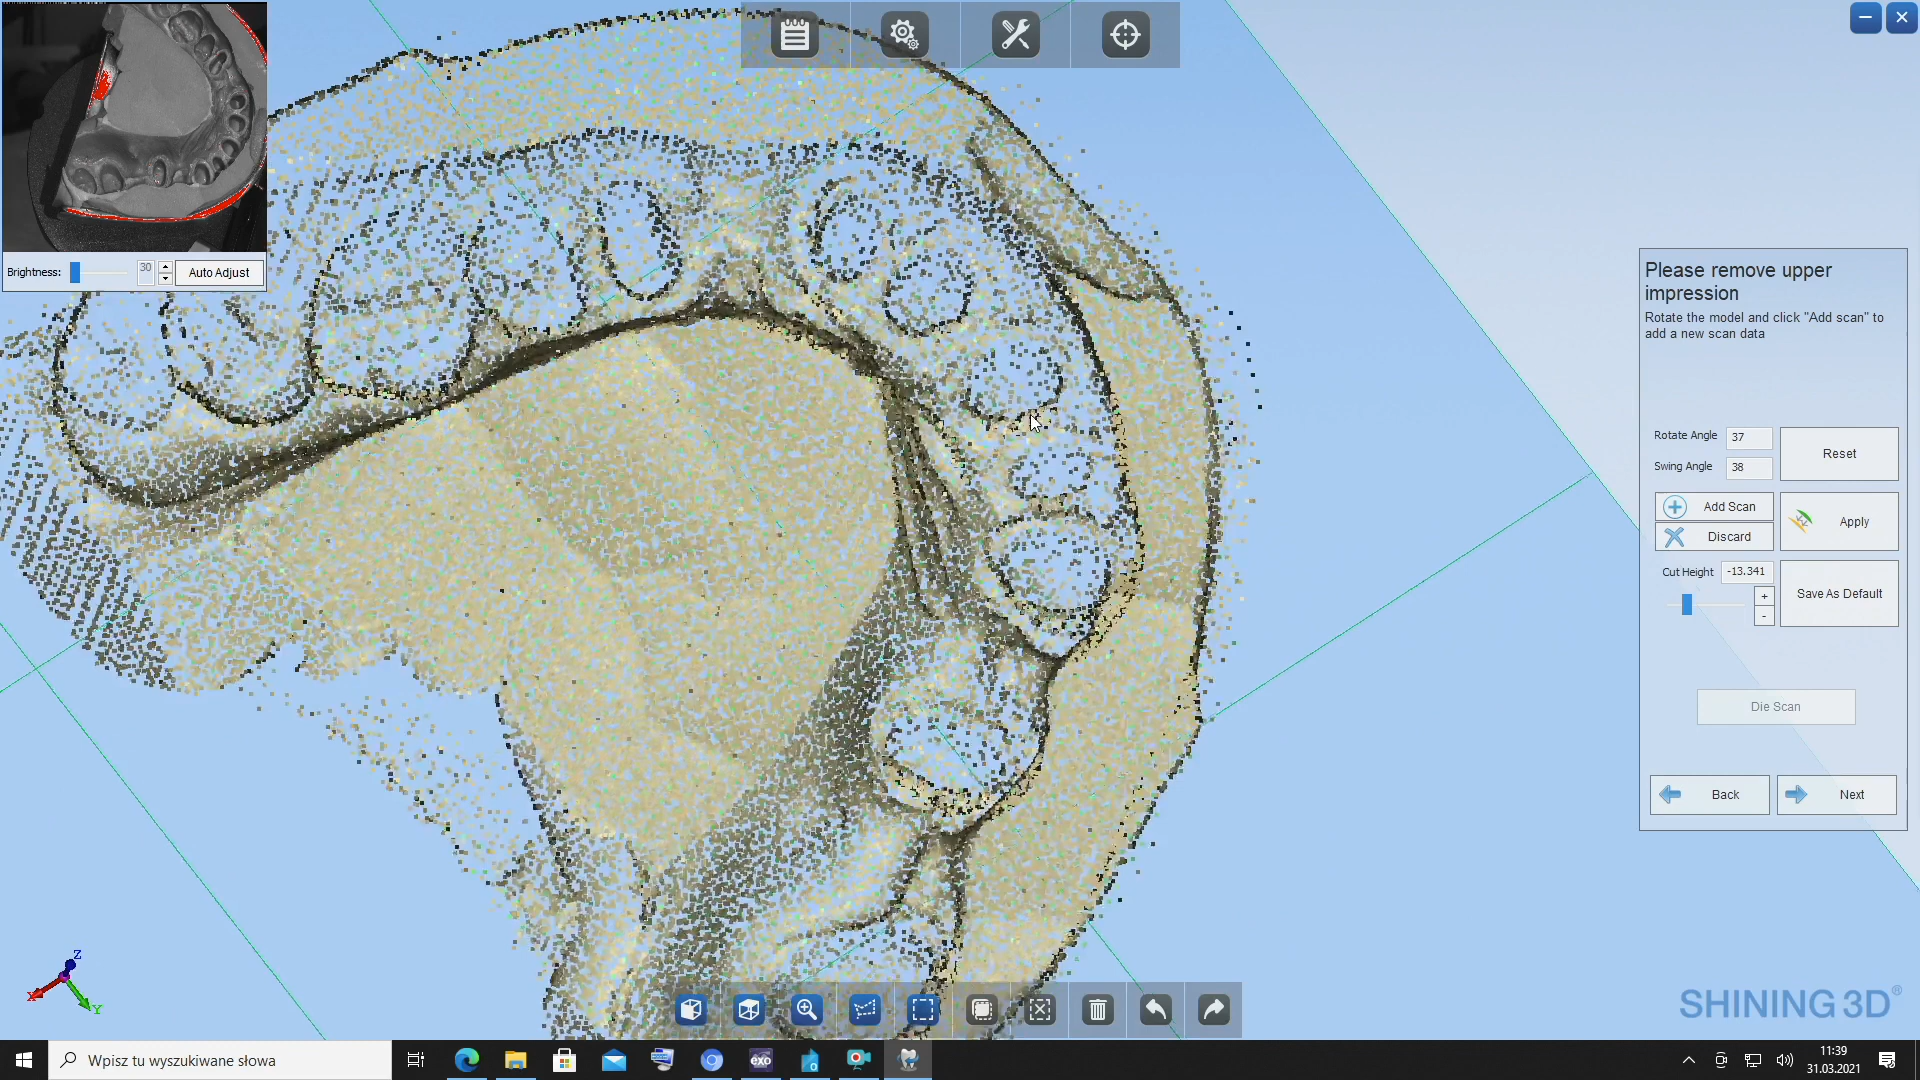 Brightness:
30
Auto Adjust
Please remove upper
impression
Rotate the model and click "Add scan" to
add a new scan data
Rotate Angle
37
Reset
Swing Angle
38
Add Scan
Apply
Discard
Cut Height
-13.341
+
-
Save As Default
Die Scan
Back
Next
Z
X
Y
SHINING 3D®
Wpisz tu wyszukiwane słowa
exo
11:39
31.03.2021